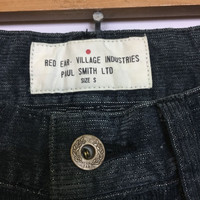 RED EAR. VILLAGE INDUSTRIES
PAUL SMITH LTD
SIZE S